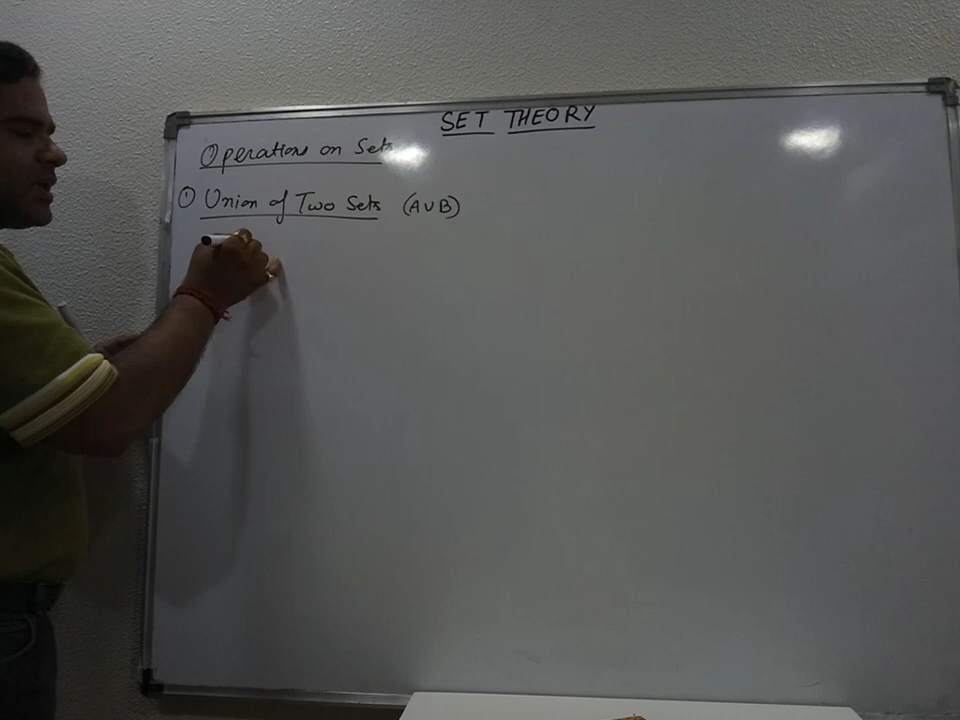 SET THEORY
Operations on Sets
① Union of Two Sets (A∪B)